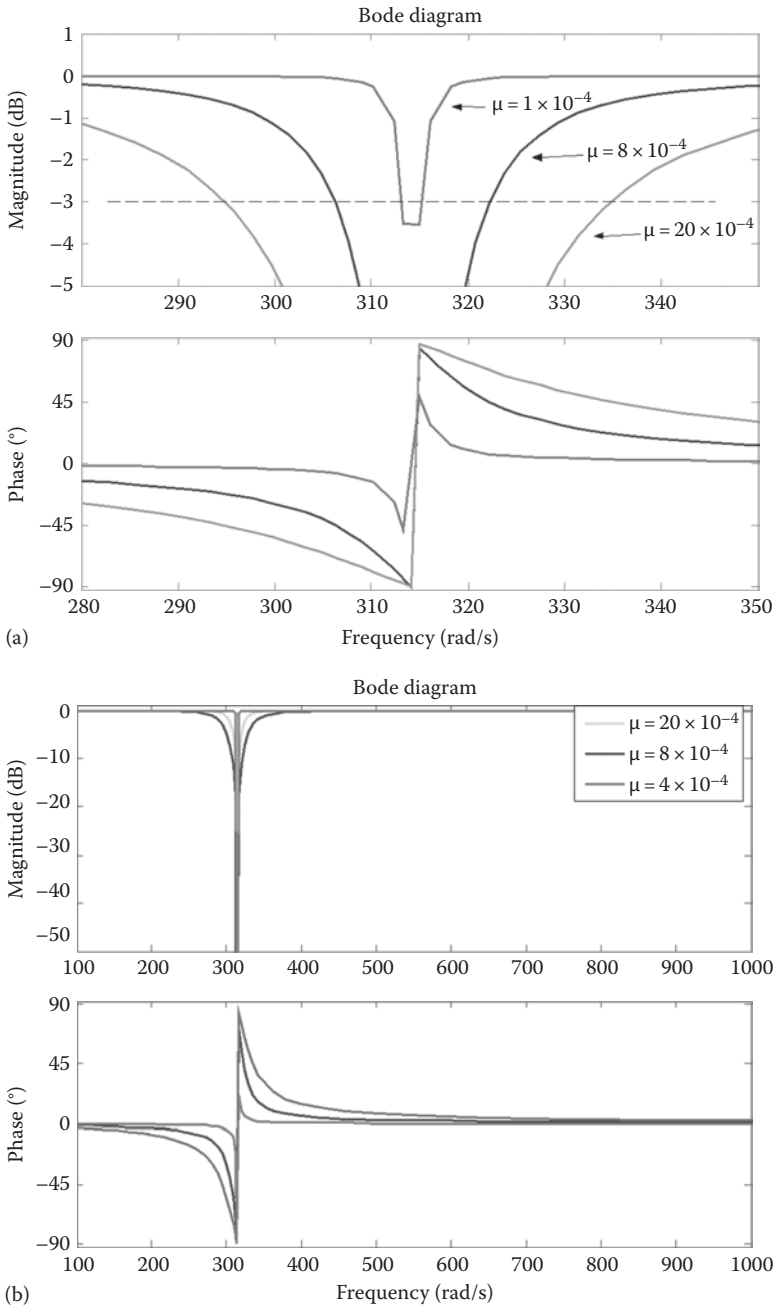 Bode diagram
1
0
–1
–2
–3
–4
–5
Magnitude (dB)
μ = 1 × 10⁻⁴
μ = 8 × 10⁻⁴
μ = 20 × 10⁻⁴
290 300 310 320 330 340
90
45
0
–45
–90
Phase (°)
280 290 300 310 320 330 340 350
(a) Frequency (rad/s)
Bode diagram
0
–10
–20
–30
–40
–50
Magnitude (dB)
μ = 20 × 10⁻⁴
μ = 8 × 10⁻⁴
μ = 4 × 10⁻⁴
100 200 300 400 500 600 700 800 900 1000
90
45
0
–45
–90
Phase (°)
100 200 300 400 500 600 700 800 900 1000
(b) Frequency (rad/s)